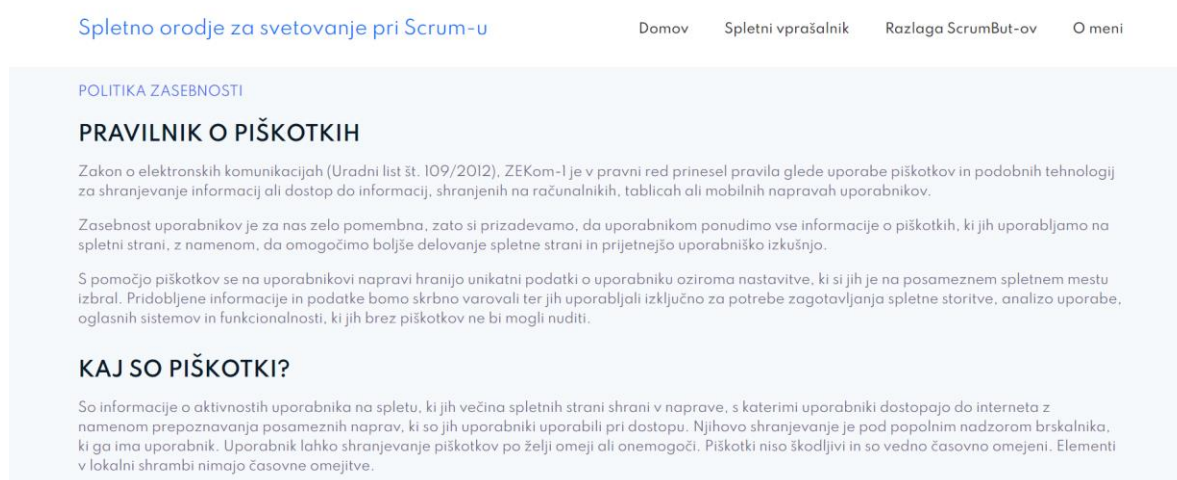 Spletno orodje za svetovanje pri Scrum-u
Domov Spletni vprašalnik Razlaga ScrumBut-ov O meni
POLITIKA ZASEBNOSTI
PRAVILNIK O PIŠKOTKIH
Zakon o elektronskih komunikacijah (Uradni list št. 109/2012), ZEKom-1 je v pravni red prinesel pravila glede uporabe piškotkov in podobnih tehnologij
za shranjevanje informacij ali dostop do informacij, shranjenih na računalnikih, tablicah ali mobilnih napravah uporabnikov.
Zasebnost uporabnikov je za nas zelo pomembna, zato si prizadevamo, da uporabnikom ponudimo vse informacije o piškotkih, ki jih uporabljamo na
spletni strani, z namenom, da omogočimo boljše delovanje spletne strani in prijetnejšo uporabniško izkušnjo.
S pomočjo piškotkov se na uporabnikovi napravi hranijo unikatni podatki o uporabniku oziroma nastavitve, ki si jih je na posameznem spletnem mestu
izbral. Pridobljene informacije in podatke bomo skrbno varovali ter jih uporabljali izključno za potrebe zagotavljanja spletne storitve, analizo uporabe,
oglasnih sistemov in funkcionalnosti, ki jih brez piškotkov ne bi mogli nuditi.
KAJ SO PIŠKOTKI?
So informacije o aktivnostih uporabnika na spletu, ki jih večina spletnih strani shrani v naprave, s katerimi uporabniki dostopajo do interneta z
namenom prepoznavanja posameznih naprav, ki so jih uporabniki uporabili pri dostopu. Njihovo shranjevanje je pod popolnim nadzorom brskalnika,
ki ga ima uporabnik. Uporabnik lahko shranjevanje piškotkov po želji omeji ali onemogoči. Piškotki niso škodljivi in so vedno časovno omejeni. Elementi
v lokalni shrambi nimajo časovne omejitve.